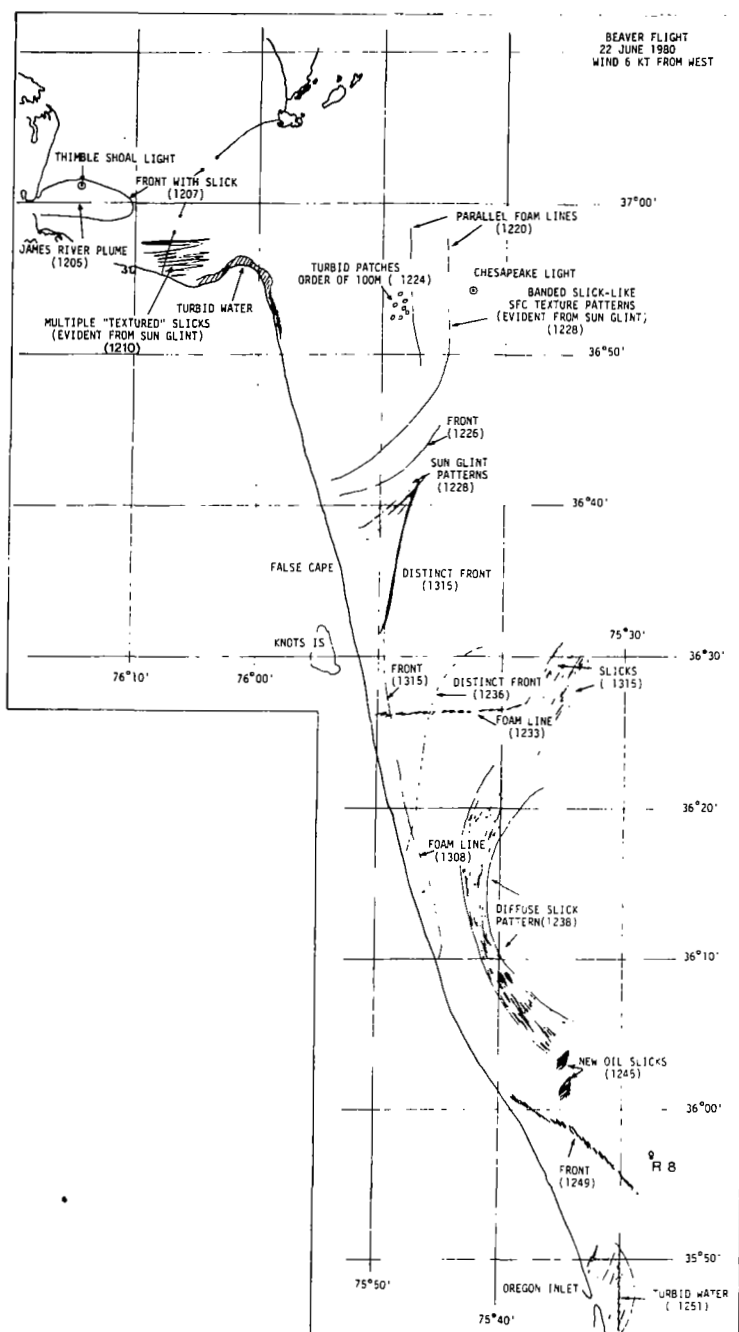 BEAVER FLIGHT
22 JUNE 1980
WIND 6 KT FROM WEST
THIMBLE SHOAL LIGHT
FRONT WITH SLICK
(1207)
37°00'
PARALLEL FOAM LINES
(1220)
JAMES RIVER PLUME
(1205)
TURBID PATCHES
ORDER OF 100M (1224)
CHESAPEAKE LIGHT
BANDED SLICK-LIKE
SFC TEXTURE PATTERNS
(EVIDENT FROM SUN GLINT)
(1228)
TURBID WATER
MULTIPLE "TEXTURED" SLICKS
(EVIDENT FROM SUN GLINT)
(1210)
36°50'
FRONT
(1226)
SUN GLINT
PATTERNS
(1228)
36°40'
FALSE CAPE
DISTINCT FRONT
(1315)
75°30'
KNOTS IS
36°30'
76°10'
76°00'
FRONT
(1315)
DISTINCT FRONT
(1236)
SLICKS
(1315)
FOAM LINE
(1233)
36°20'
FOAM LINE
(1308)
DIFFUSE SLICK
PATTERN(1238)
36°10'
NEW OIL SLICKS
(1245)
36°00'
R 8
FRONT
(1249)
35°50'
75°50'
OREGON INLET
TURBID WATER
(1251)
75°40'